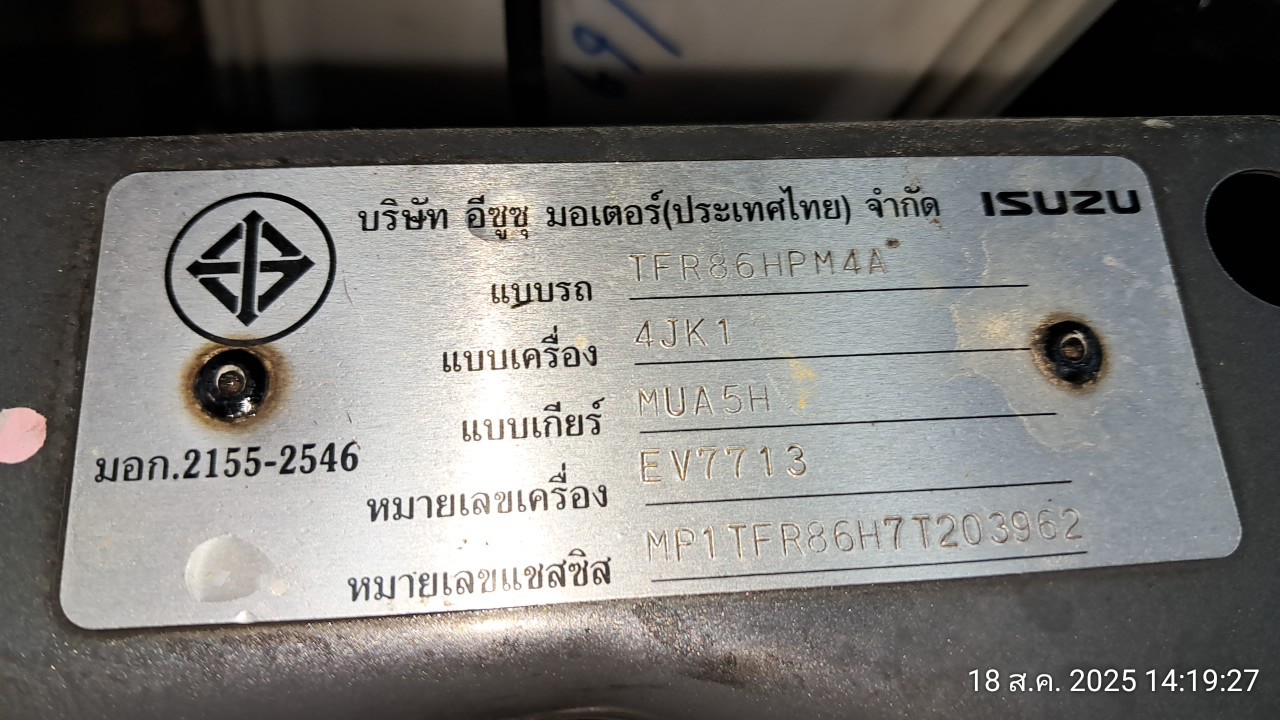 69/
บริษัท อีซูซุ มอเตอร์(ประเทศไทย) จำกัด ISUZU
แบบรถ TFR86HPM4A
แบบเครื่อง 4JK1
แบบเกียร์ MUA5H
มอก.2155-2546
หมายเลขเครื่อง EV7713
หมายเลขแชสซิส MP1TFR86H7T203962
18 ส.ค. 2025 14:19:27